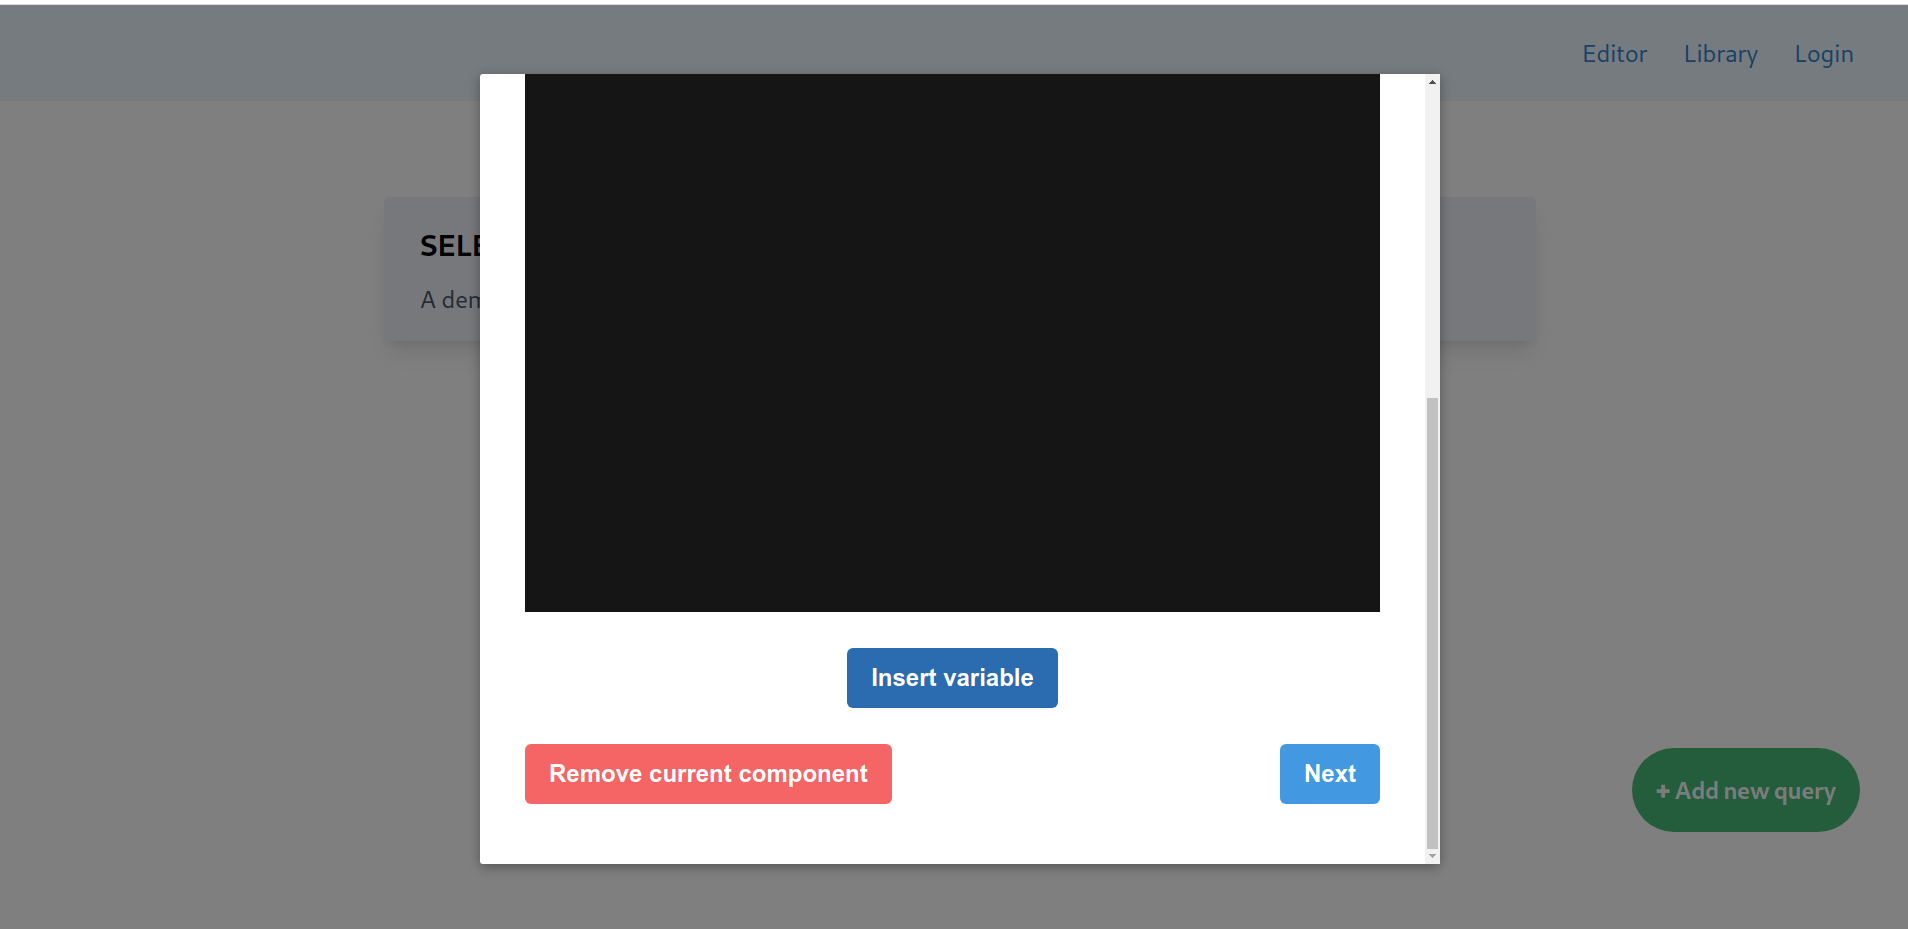 Editor Library Login
SELE
A dem
Insert variable
Remove current component
Next
+ Add new query